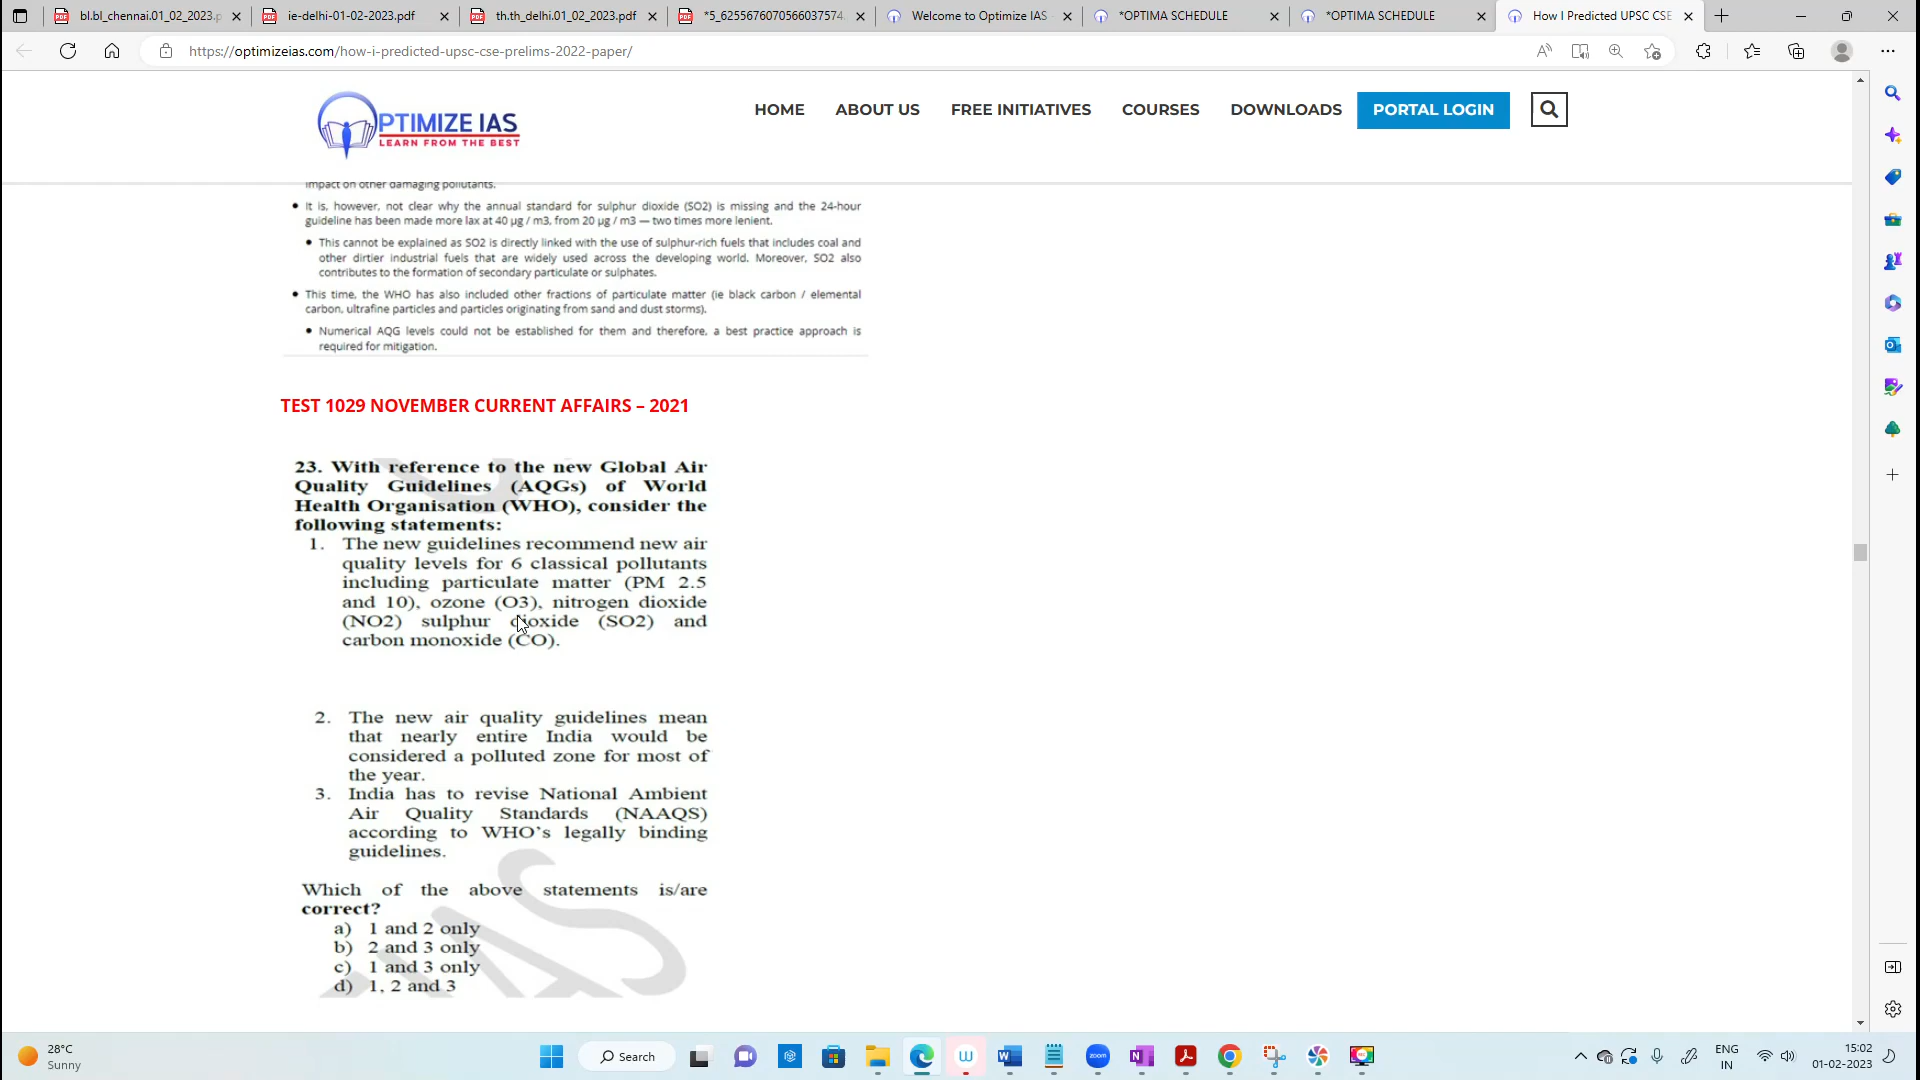 bl.bl_chennai.01_02_2023.p
ie-delhi-01-02-2023.pdf
th.th_delhi.01_02_2023.pdf
*5_6255676070566037574.
Welcome to Optimize IAS
*OPTIMA SCHEDULE
*OPTIMA SCHEDULE
How I Predicted UPSC CSE
https://optimizeias.com/how-i-predicted-upsc-cse-prelims-2022-paper/
OPTIMIZE IAS
LEARN FROM THE BEST
HOME
ABOUT US
FREE INITIATIVES
COURSES
DOWNLOADS
PORTAL LOGIN
impact on other damaging pollutants.
• It is, however, not clear why the annual standard for sulphur dioxide (SO2) is missing and the 24-hour
guideline has been made more lax at 40 µg / m3, from 20 µg / m3 — two times more lenient.
• This cannot be explained as SO2 is directly linked with the use of sulphur-rich fuels that includes coal and
other dirtier industrial fuels that are widely used across the developing world. Moreover, SO2 also
contributes to the formation of secondary particulate or sulphates.
• This time, the WHO has also included other fractions of particulate matter (ie black carbon / elemental
carbon, ultrafine particles and particles originating from sand and dust storms).
• Numerical AQG levels could not be established for them and therefore, a best practice approach is
required for mitigation.
TEST 1029 NOVEMBER CURRENT AFFAIRS – 2021
23. With reference to the new Global Air
Quality Guidelines (AQGs) of World
Health Organisation (WHO), consider the
following statements:
1. The new guidelines recommend new air
quality levels for 6 classical pollutants
including particulate matter (PM 2.5
and 10), ozone (O3), nitrogen dioxide
(NO2) sulphur dioxide (SO2) and
carbon monoxide (CO).
2. The new air quality guidelines mean
that nearly entire India would be
considered a polluted zone for most of
the year.
3. India has to revise National Ambient
Air Quality Standards (NAAQS)
according to WHO's legally binding
guidelines.
Which of the above statements is/are
correct?
a) 1 and 2 only
b) 2 and 3 only
c) 1 and 3 only
d) 1, 2 and 3
28°C
Sunny
Search
zoom
ENG
IN
15:02
01-02-2023